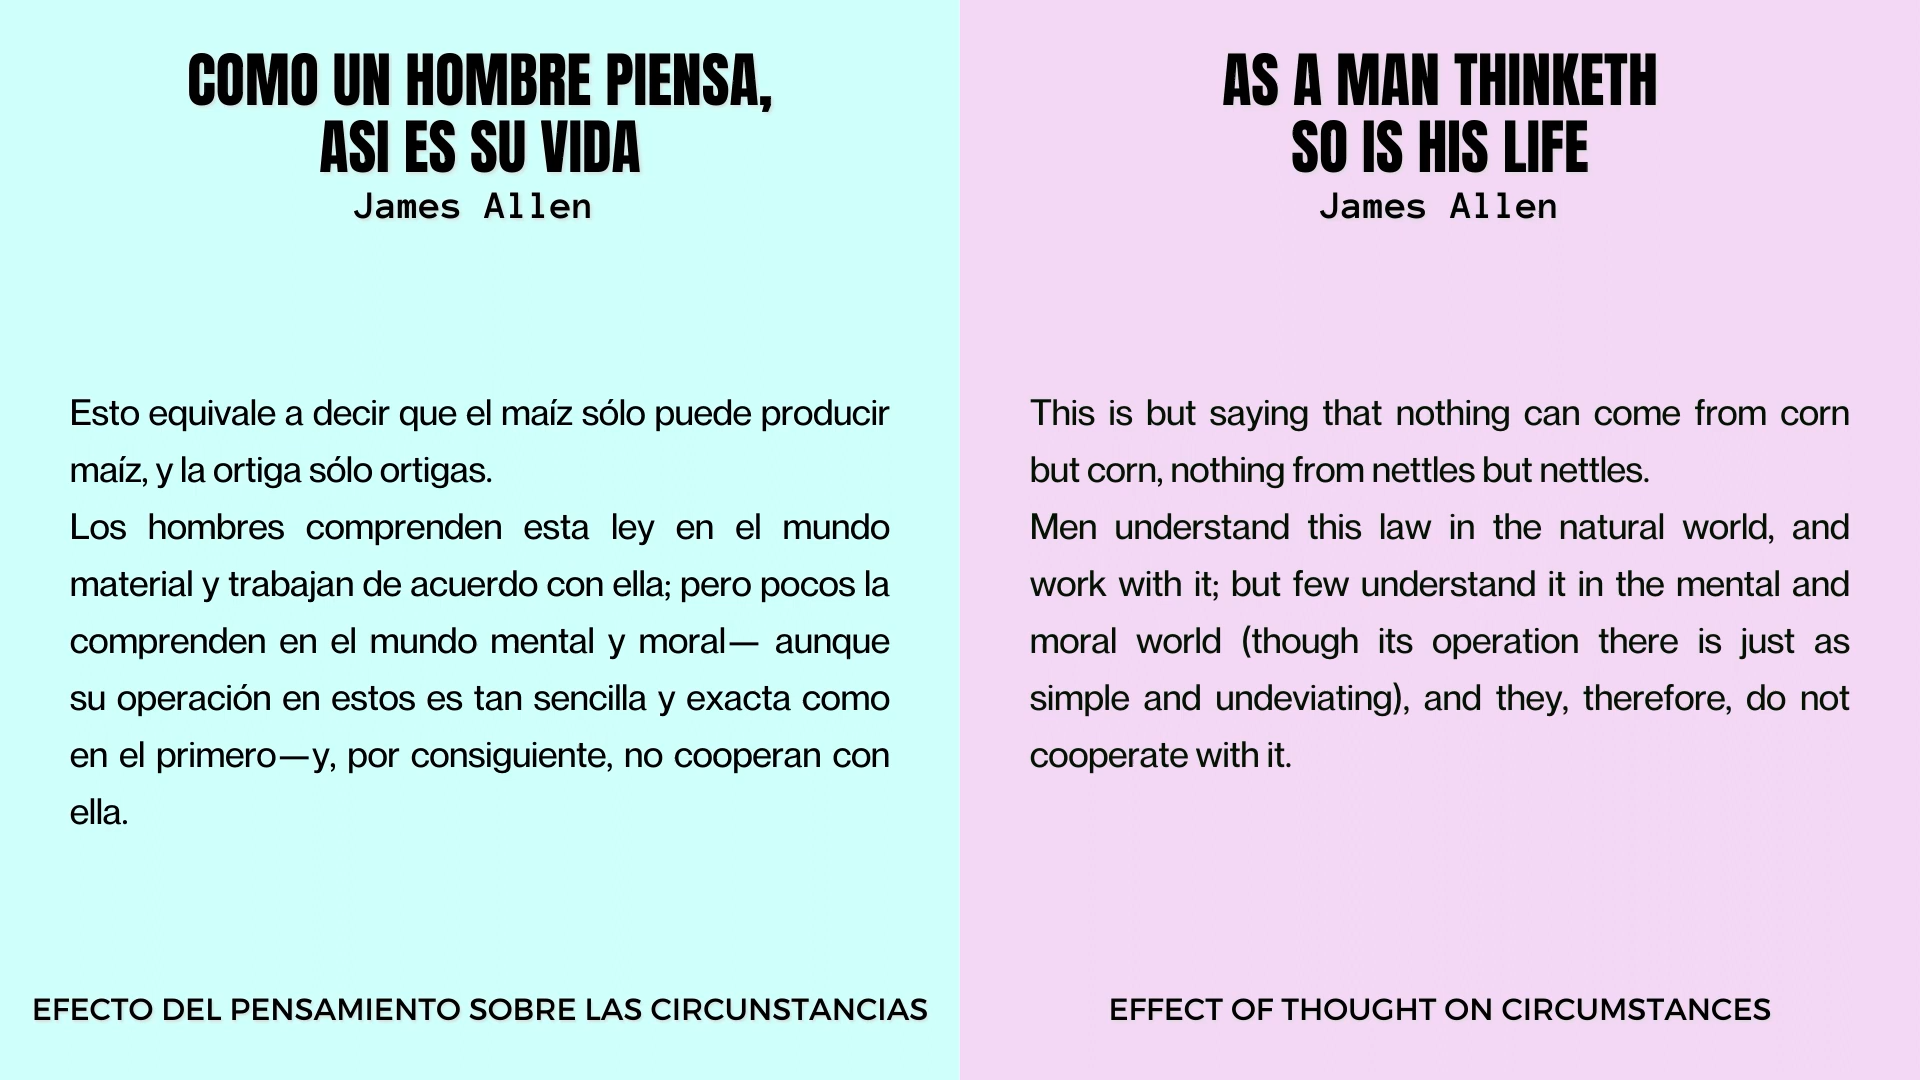 COMO UN HOMBRE PIENSA,
ASI ES SU VIDA
James Allen
Esto equivale a decir que el maíz sólo puede producir
maíz, y la ortiga sólo ortigas.
Los hombres comprenden esta ley en el mundo
material y trabajan de acuerdo con ella; pero pocos la
comprenden en el mundo mental y moral— aunque
su operación en estos es tan sencilla y exacta como
en el primero—y, por consiguiente, no cooperan con
ella.
EFECTO DEL PENSAMIENTO SOBRE LAS CIRCUNSTANCIAS
AS A MAN THINKETH
SO IS HIS LIFE
James Allen
This is but saying that nothing can come from corn
but corn, nothing from nettles but nettles.
Men understand this law in the natural world, and
work with it; but few understand it in the mental and
moral world (though its operation there is just as
simple and undeviating), and they, therefore, do not
cooperate with it.
EFFECT OF THOUGHT ON CIRCUMSTANCES